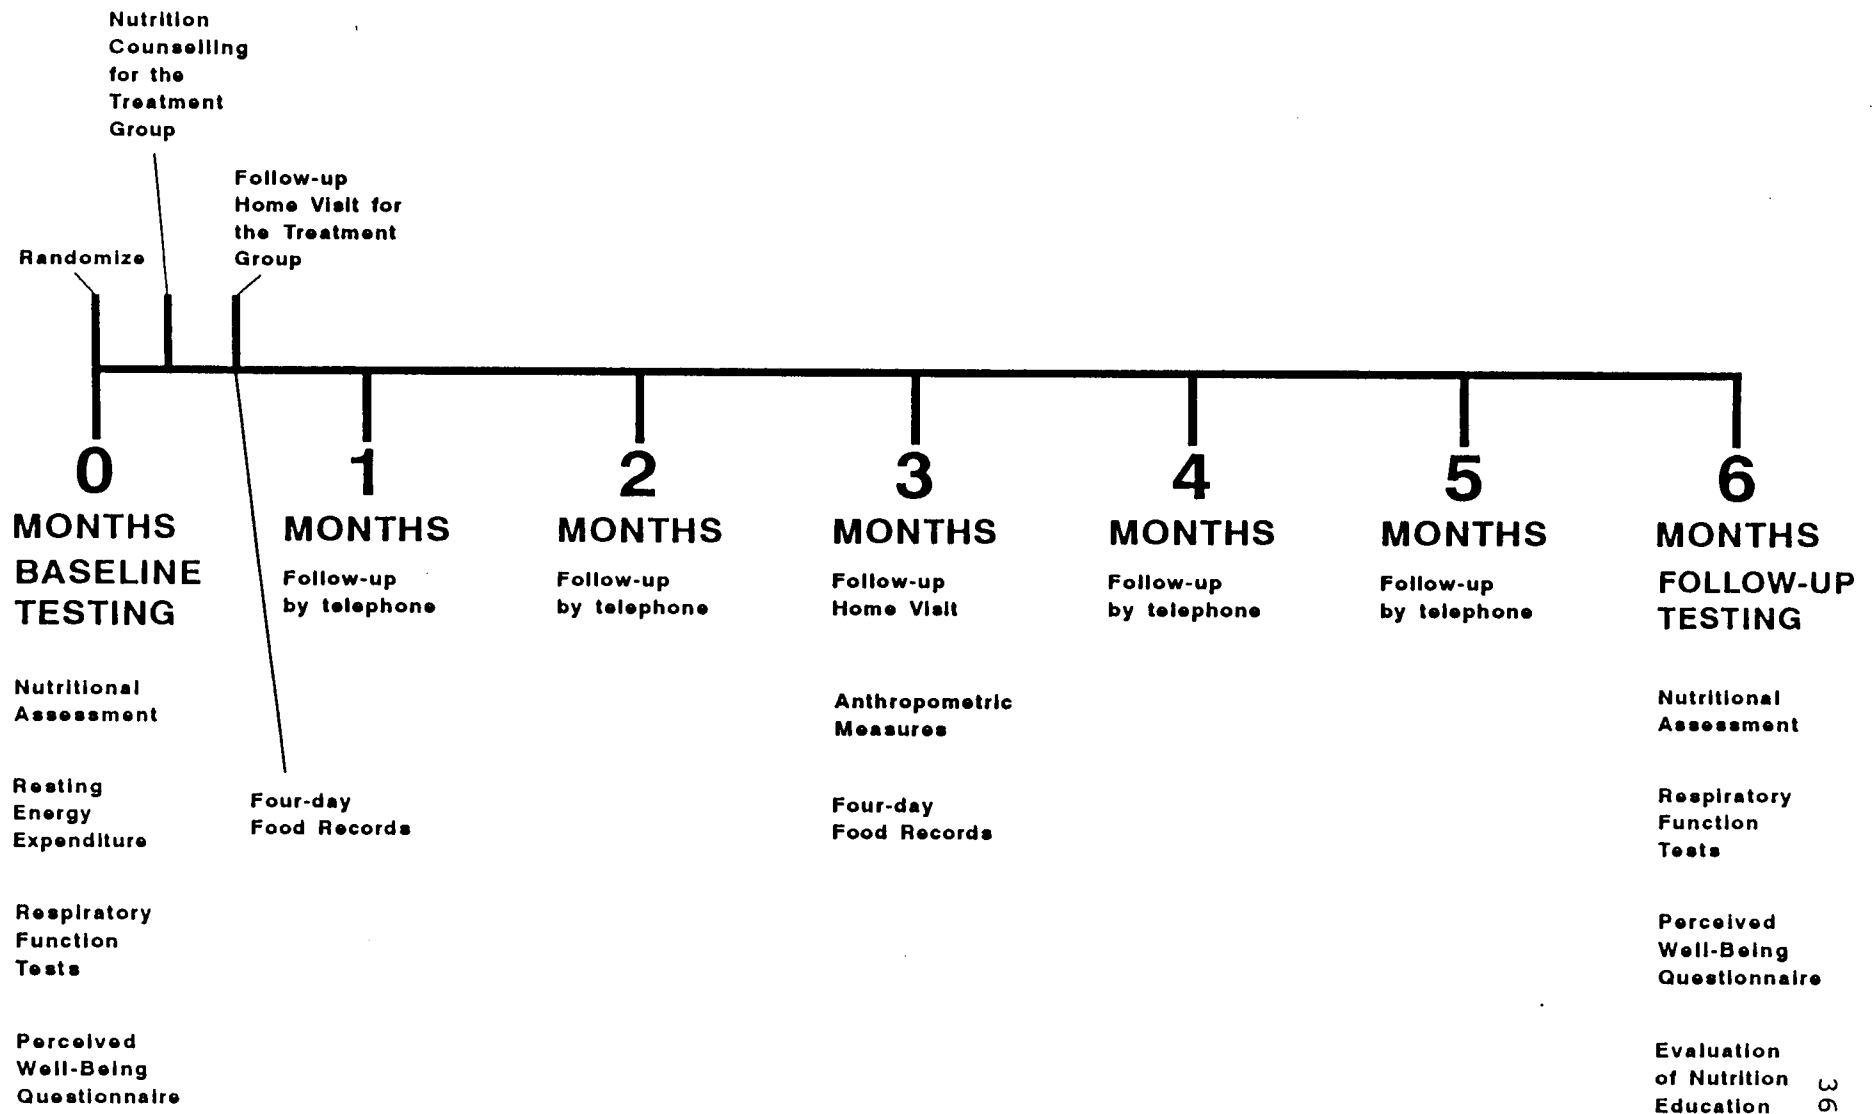 Nutrition
Counselling
for the
Treatment
Group
Follow-up
Home Visit for
the Treatment
Group
Randomize
0
MONTHS
BASELINE
TESTING
Nutritional
Assessment
Resting
Energy
Expenditure
Respiratory
Function
Tests
Perceived
Well-Being
Questionnaire
1
MONTHS
Follow-up
by telephone
Four-day
Food Records
2
MONTHS
Follow-up
by telephone
3
MONTHS
Follow-up
Home Visit
Anthropometric
Measures
Four-day
Food Records
4
MONTHS
Follow-up
by telephone
5
MONTHS
Follow-up
by telephone
6
MONTHS
FOLLOW-UP
TESTING
Nutritional
Assessment
Respiratory
Function
Tests
Perceived
Well-Being
Questionnaire
Evaluation
of Nutrition
Education
36